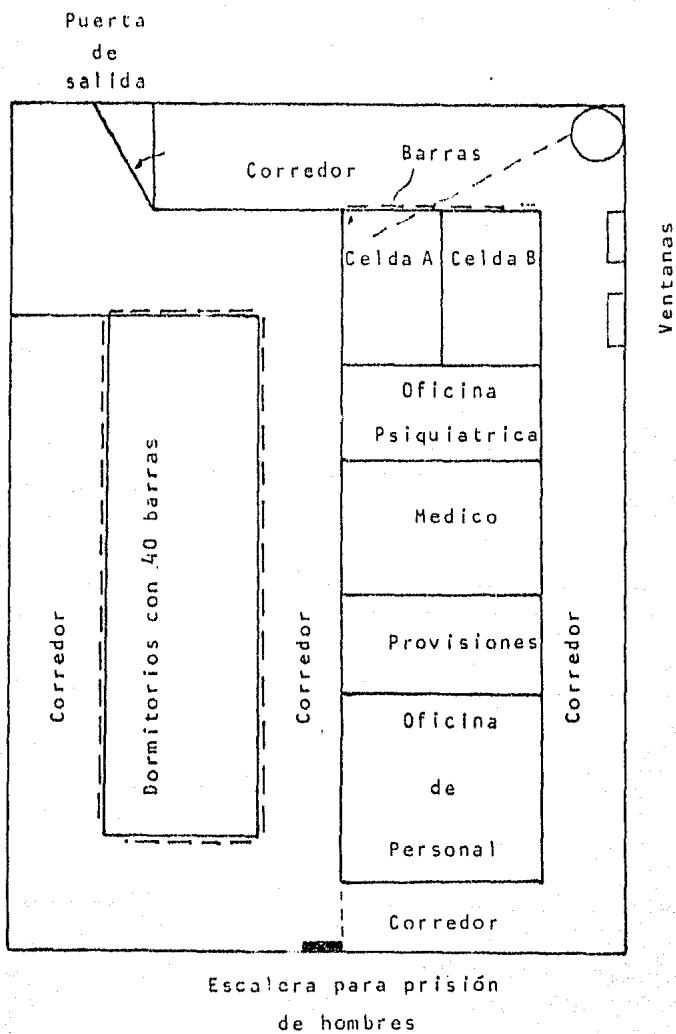 Puerta
de
salida
Corredor
Barras
Ventanas
Celda A
Celda B
Oficina
Psiquiatrica
Medico
Dormitorios con 40 barras
Corredor
Corredor
Provisiones
Corredor
Oficina
de
Personal
Corredor
Escalera para prisión
de hombres